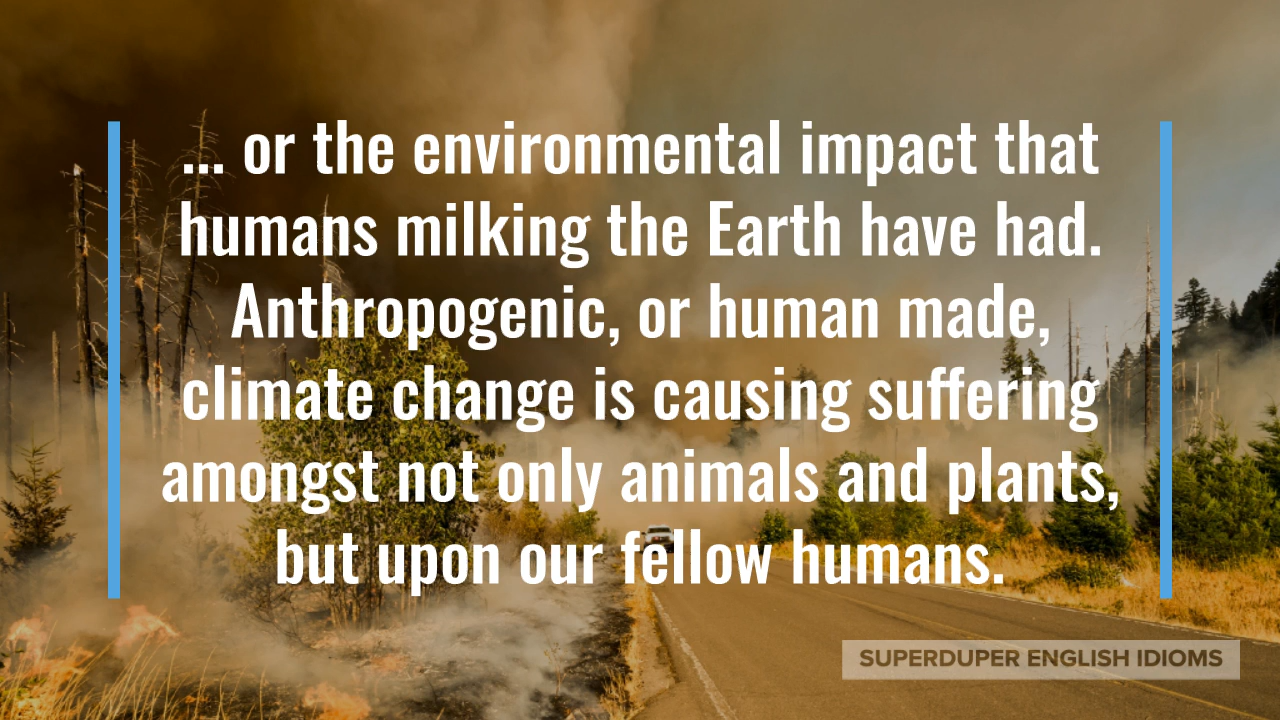 ... or the environmental impact that
humans milking the Earth have had.
Anthropogenic, or human made,
climate change is causing suffering
amongst not only animals and plants,
but upon our fellow humans.
SUPERDUPER ENGLISH IDIOMS